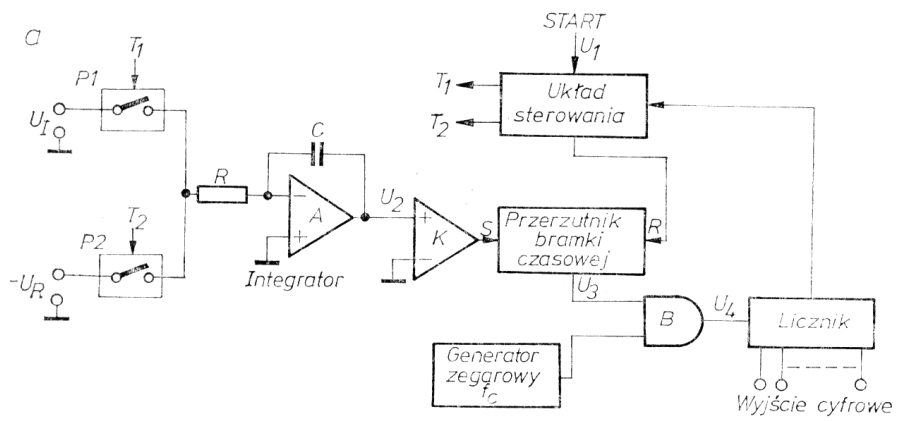 a
START
U1
T1
P1
UI
T1
T2
Układ
sterowania
C
R
A
Integrator
U2
K
T2
P2
-UR
S
Przerzutnik
bramki
czasowej
R
U3
B
U4
Licznik
Generator
zegarowy
fc
Wyjście cyfrowe